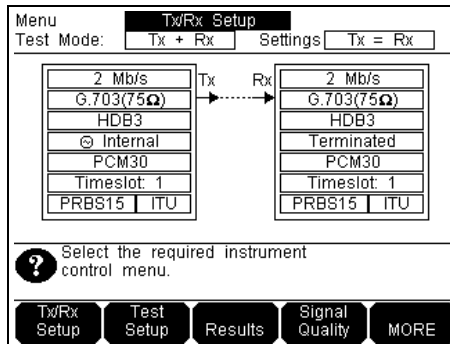 Menu Tx/Rx Setup
Test Mode: Tx + Rx Settings Tx = Rx
2 Mb/s Tx Rx 2 Mb/s
G.703(75Ω) G.703(75Ω)
HDB3 HDB3
Internal Terminated
PCM30 PCM30
Timeslot: 1 Timeslot: 1
PRBS15 ITU PRBS15 ITU
? Select the required instrument
control menu.
Tx/Rx Test Signal
Setup Setup Results Quality MORE